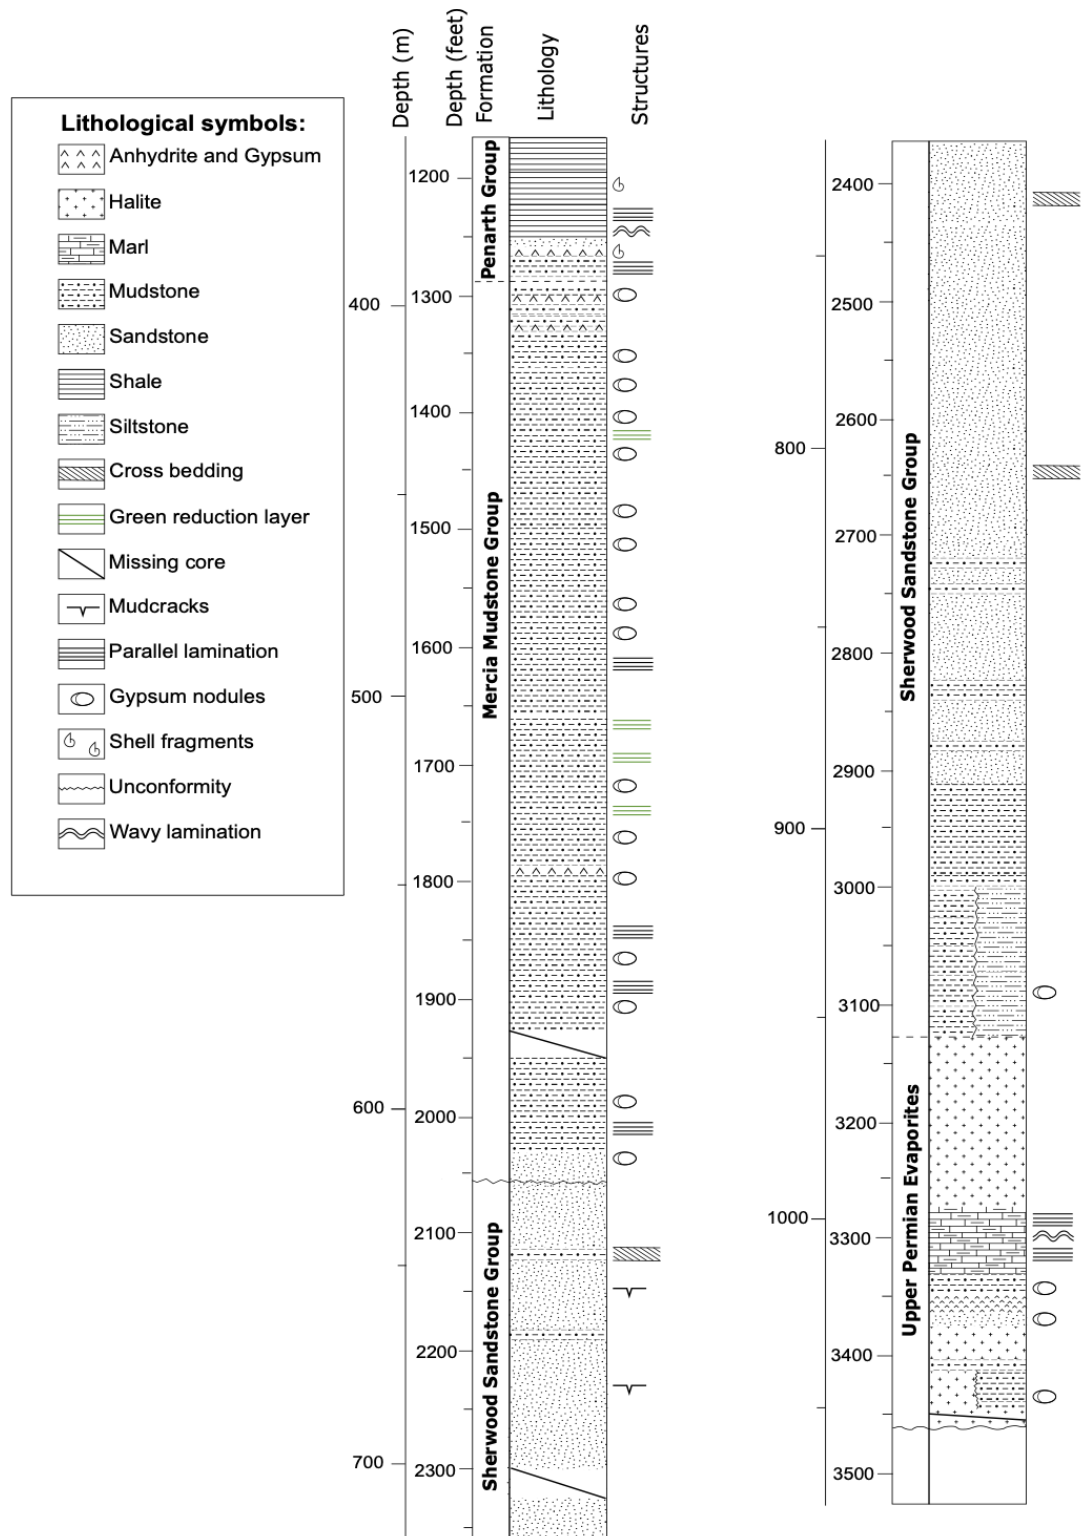 Lithological symbols:
Anhydrite and Gypsum
Halite
Marl
Mudstone
Sandstone
Shale
Siltstone
Cross bedding
Green reduction layer
Missing core
Mudcracks
Parallel lamination
Gypsum nodules
Shell fragments
Unconformity
Wavy lamination
Depth (m)
Depth (feet)
Formation
Lithology
Structures
400
500
600
700
1200
1300
1400
1500
1600
1700
1800
1900
2000
2100
2200
2300
Penarth Group
Mercia Mudstone Group
Sherwood Sandstone Group
800
900
1000
2400
2500
2600
2700
2800
2900
3000
3100
3200
3300
3400
3500
Sherwood Sandstone Group
Upper Permian Evaporites